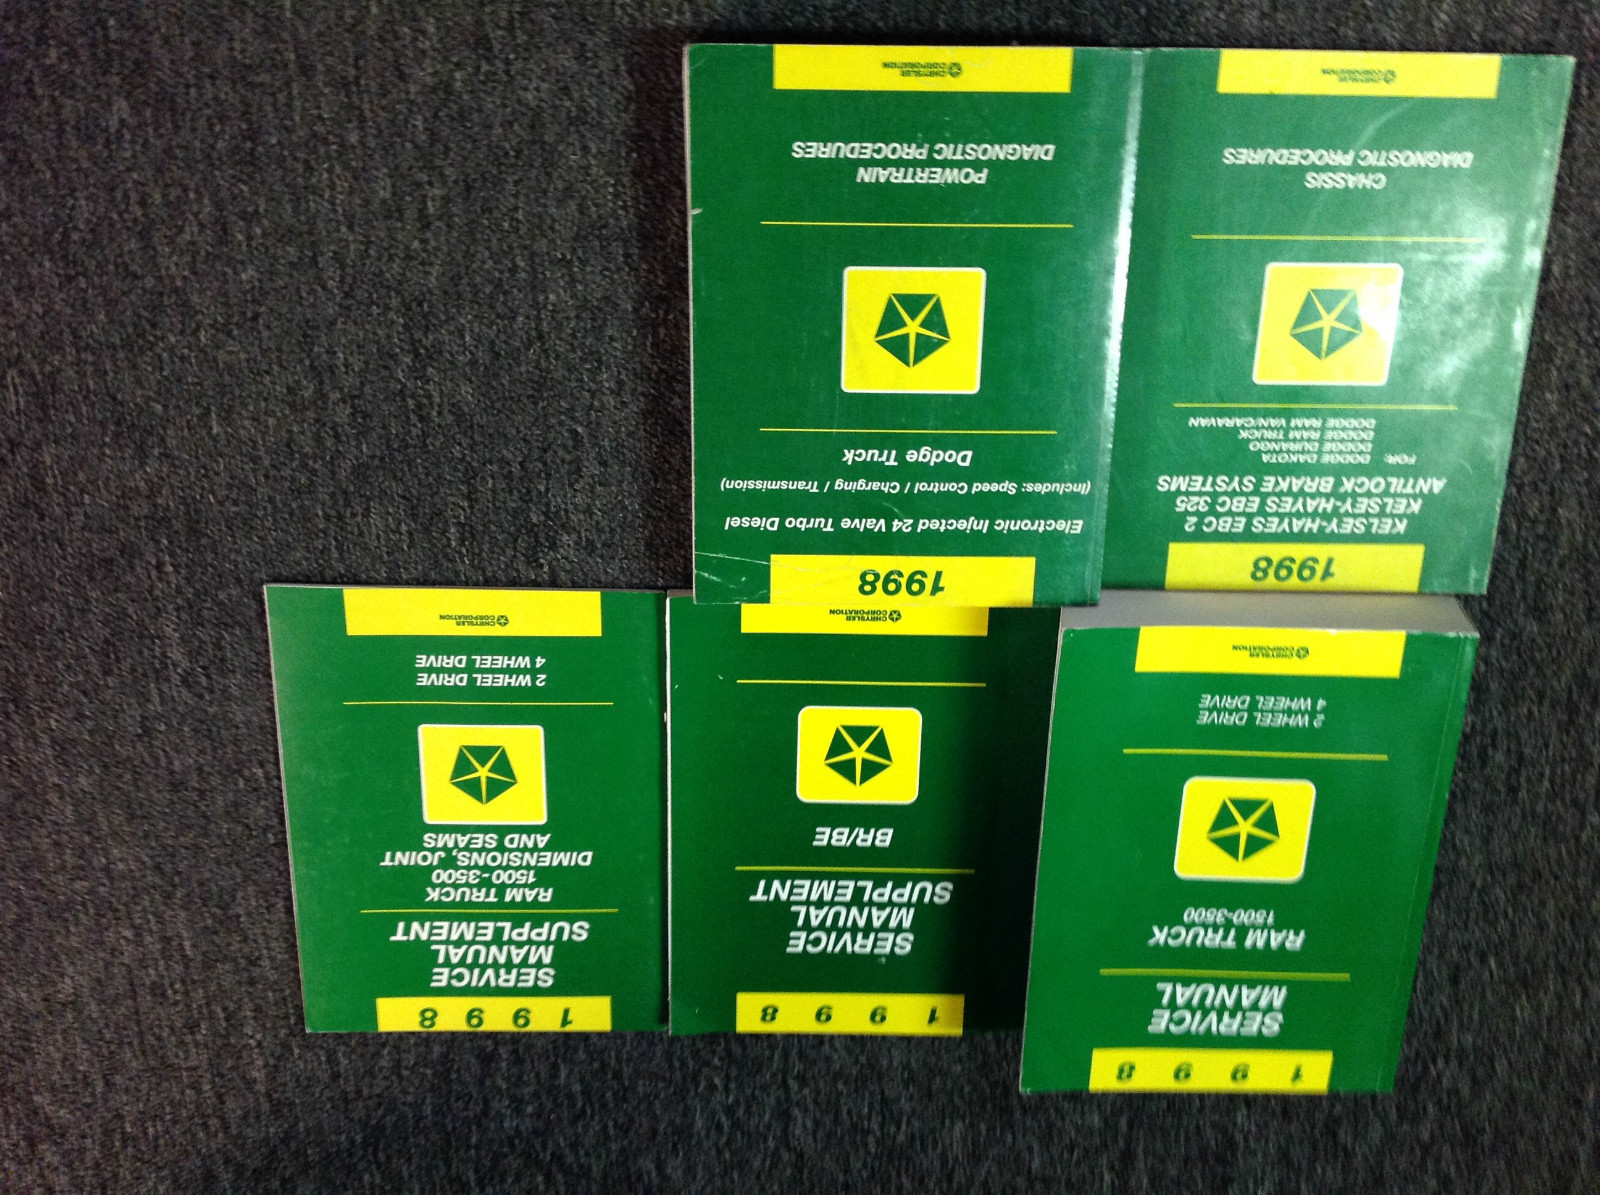 1998
SERVICE
MANUAL
RAM TRUCK
1500-3500
2 WHEEL DRIVE
4 WHEEL DRIVE
CHRYSLER
CORPORATION
1998
SERVICE
MANUAL
SUPPLEMENT
BR/BE
CHRYSLER
CORPORATION
1998
SERVICE
MANUAL
SUPPLEMENT
RAM TRUCK
1500-3500
DIMENSIONS, JOINT
AND SEAMS
2 WHEEL DRIVE
4 WHEEL DRIVE
CHRYSLER
CORPORATION
1998
KELSEY-HAYES EBC 2
KELSEY-HAYES EBC 325
ANTILOCK BRAKE SYSTEMS
FOR: DODGE DAKOTA
DODGE DURANGO
DODGE RAM TRUCK
DODGE RAM VAN/CARAVAN
CHASSIS
DIAGNOSTIC PROCEDURES
CHRYSLER
CORPORATION
1998
Electronic Injected 24 Valve Turbo Diesel
(Includes: Speed Control / Charging / Transmission)
Dodge Truck
POWERTRAIN
DIAGNOSTIC PROCEDURES
CHRYSLER
CORPORATION